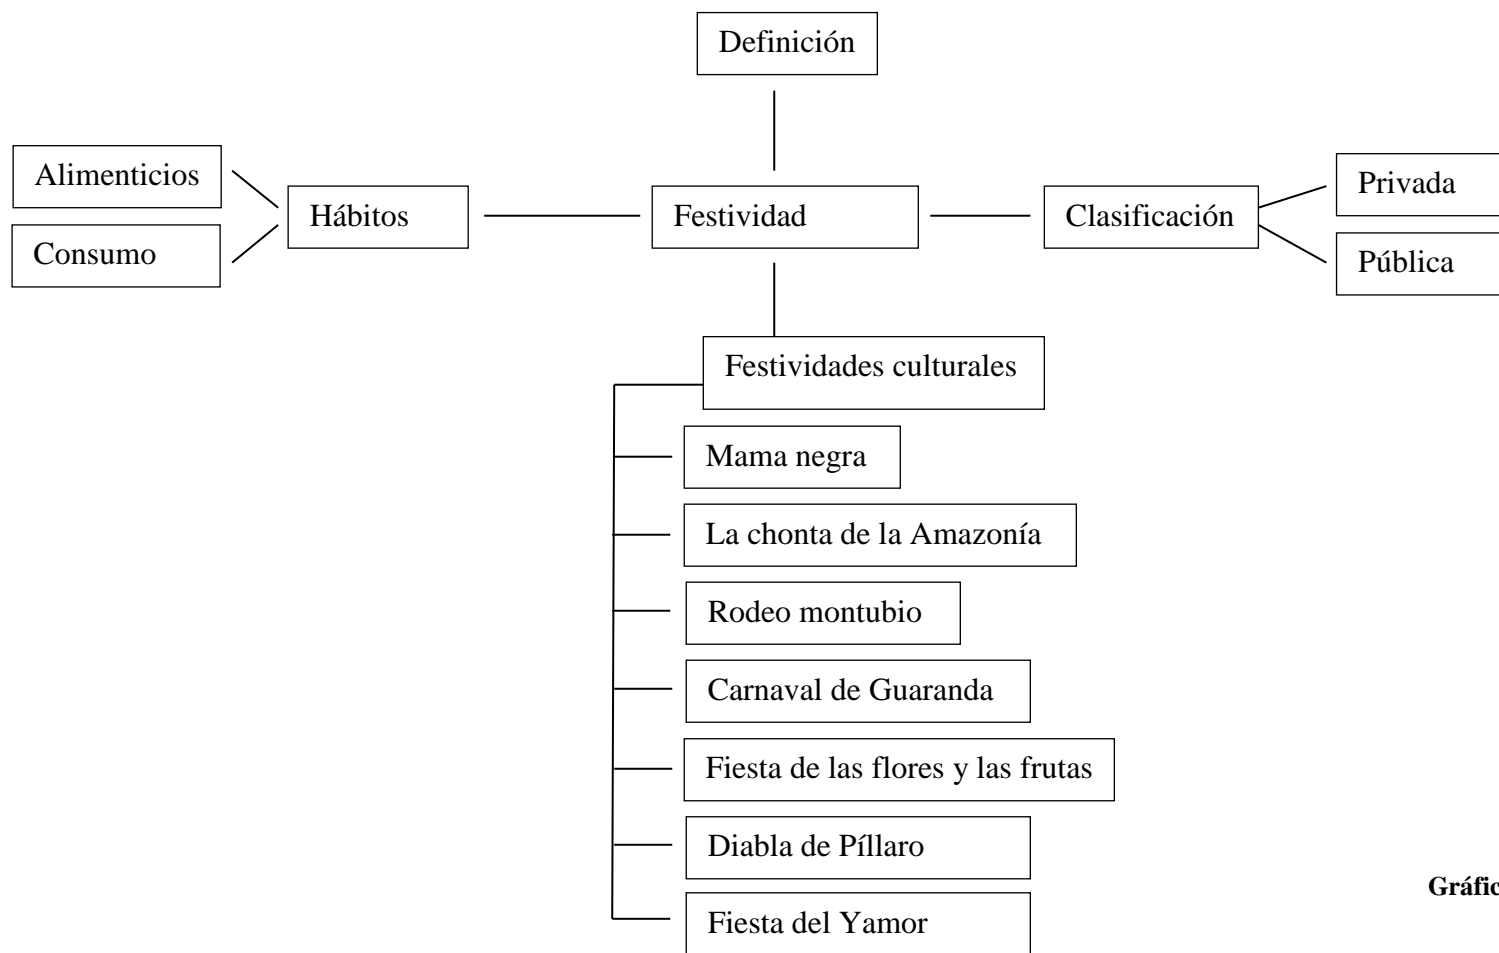 Definición
Alimenticios
Consumo
Hábitos
Festividad
Clasificación
Privada
Pública
Festividades culturales
Mama negra
La chonta de la Amazonía
Rodeo montubio
Carnaval de Guaranda
Fiesta de las flores y las frutas
Diabla de Píllaro
Gráfic
Fiesta del Yamor